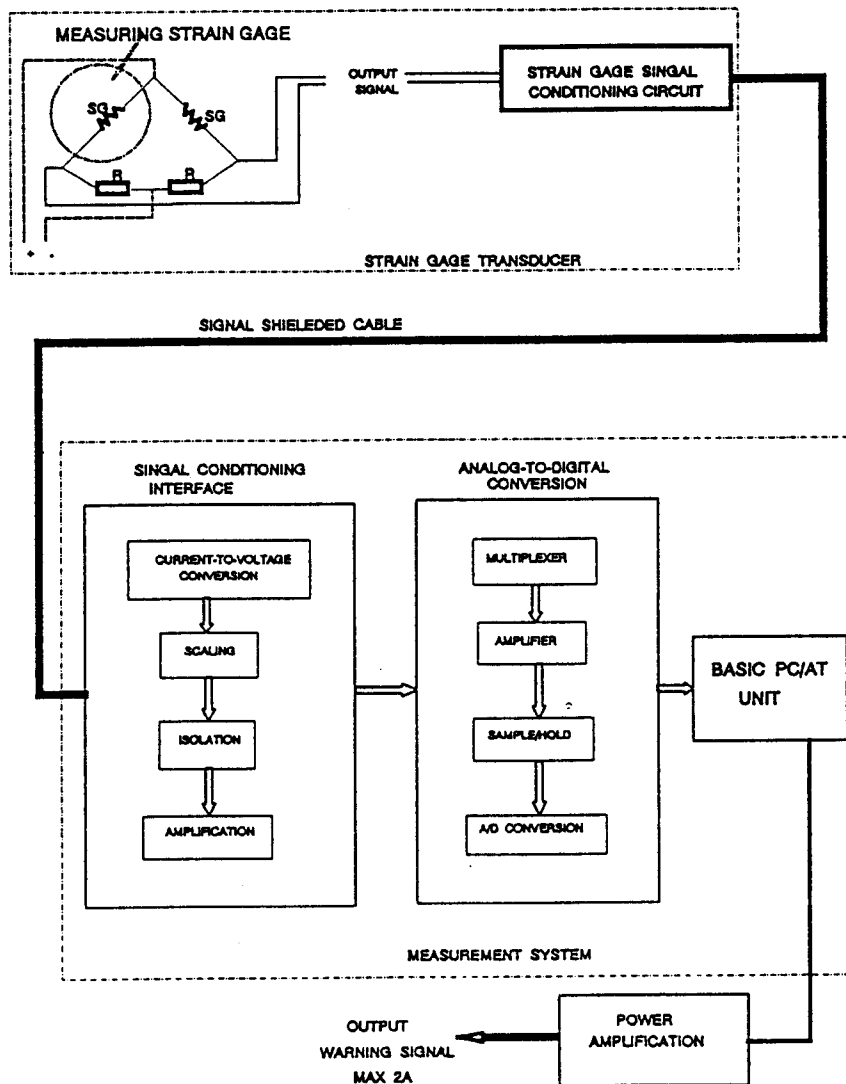 MEASURING STRAIN GAGE
SG
SG
R
R
+ -
OUTPUT
SIGNAL
STRAIN GAGE SINGAL
CONDITIONING CIRCUIT
STRAIN GAGE TRANSDUCER
SIGNAL SHIELEDED CABLE
SINGAL CONDITIONING
INTERFACE
CURRENT-TO-VOLTAGE
CONVERSION
SCALING
ISOLATION
AMPLIFICATION
ANALOG-TO-DIGITAL
CONVERSION
MULTIPLEXER
AMPLIFIER
SAMPLE/HOLD
A/D CONVERSION
BASIC PC/AT
UNIT
MEASUREMENT SYSTEM
POWER
AMPLIFICATION
OUTPUT
WARNING SIGNAL
MAX 2A